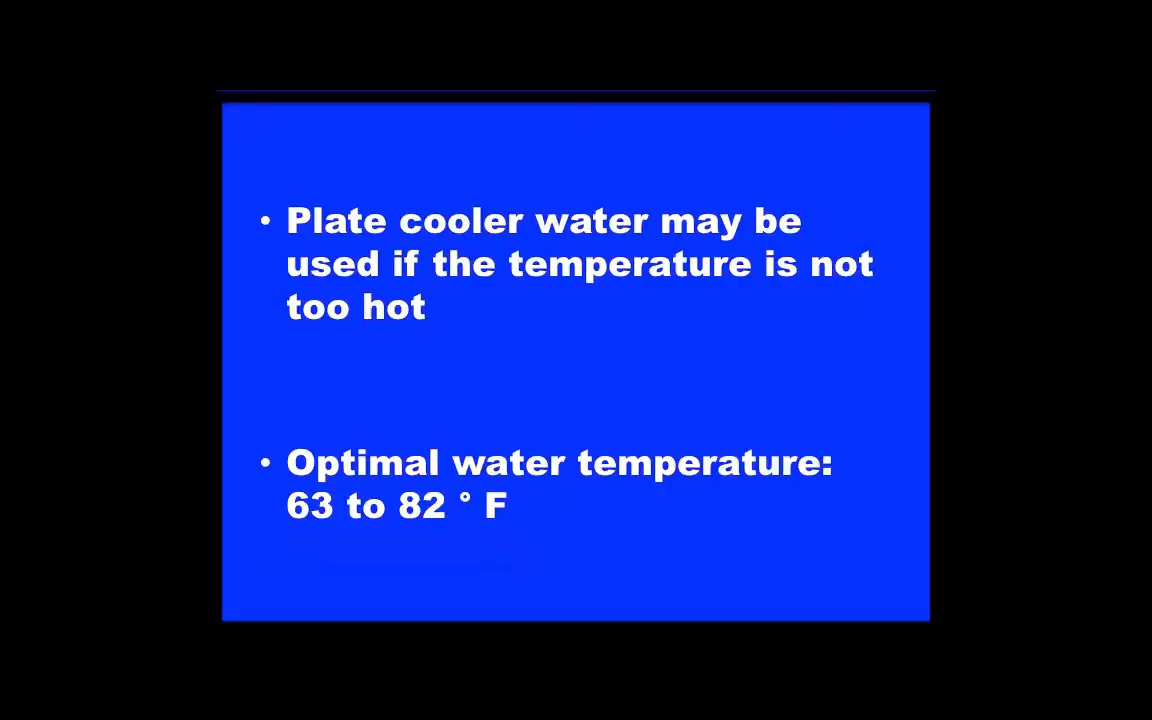 • Plate cooler water may be
used if the temperature is not
too hot
• Optimal water temperature:
63 to 82 ° F